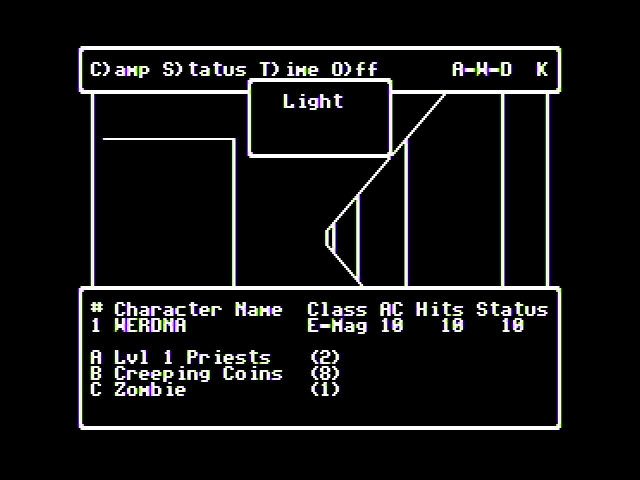 C)amp S)tatus T)ime O)ff A-W-D K
Light
# Character Name Class AC Hits Status
1 WERDNA E-Mag 10 10 10
A Lvl 1 Priests (2)
B Creeping Coins (8)
C Zombie (1)